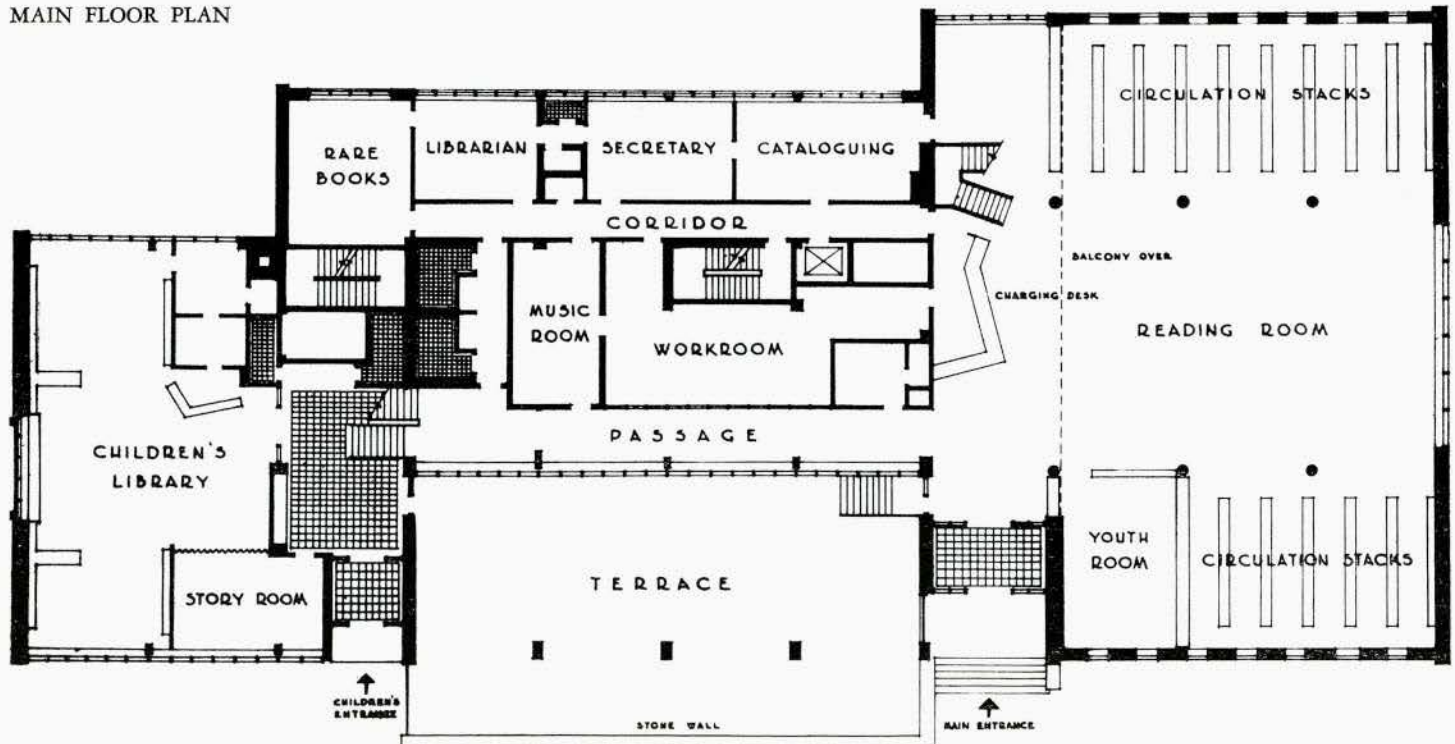 MAIN FLOOR PLAN
CIRCULATION STACKS
RARE
BOOKS
LIBRARIAN
SECRETARY
CATALOGUING
CORRIDOR
BALCONY OVER
CHARGING DESK
READING ROOM
MUSIC
ROOM
WORKROOM
PASSAGE
CHILDREN'S
LIBRARY
YOUTH
ROOM
CIRCULATION STACKS
TERRACE
STORY ROOM
CHILDREN'S
ENTRANCE
STONE WALL
MAIN ENTRANCE